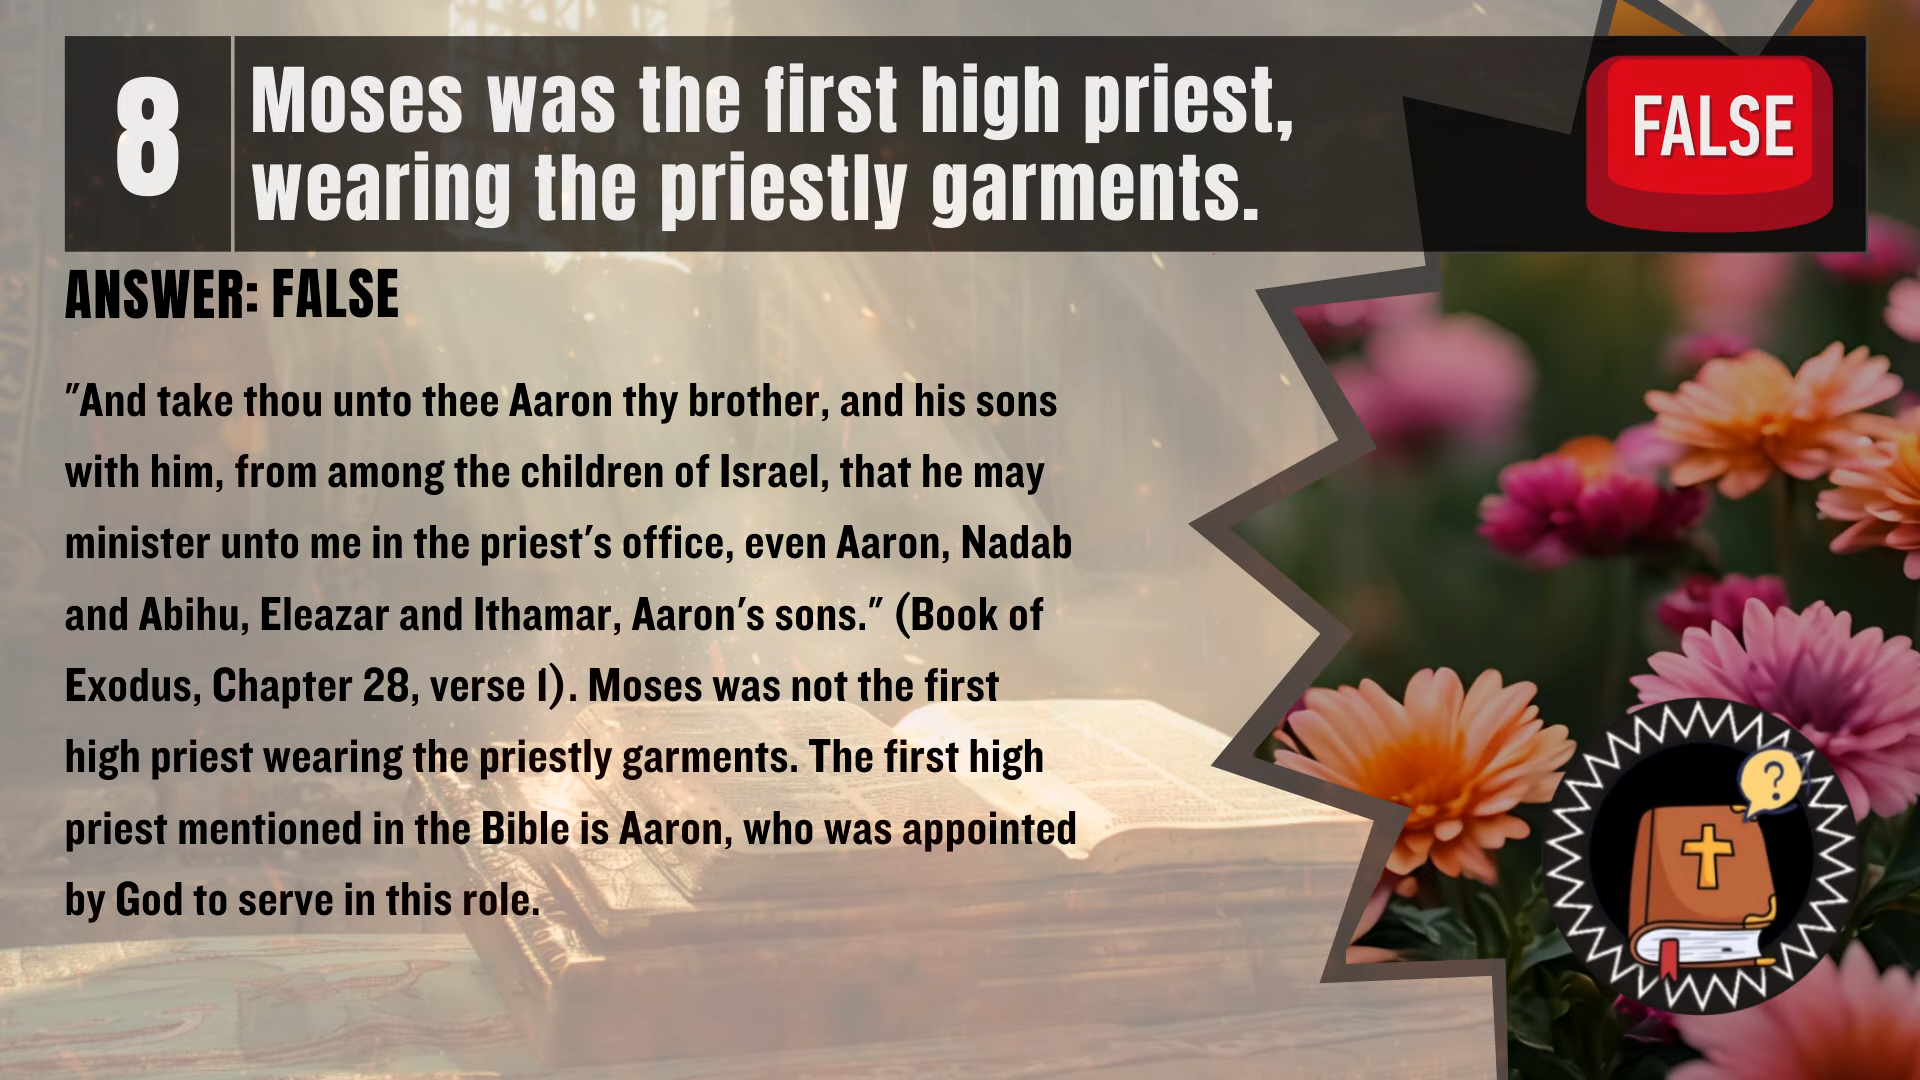 8
Moses was the first high priest,
wearing the priestly garments.
FALSE
ANSWER: FALSE
"And take thou unto thee Aaron thy brother, and his sons
with him, from among the children of Israel, that he may
minister unto me in the priest's office, even Aaron, Nadab
and Abihu, Eleazar and Ithamar, Aaron's sons." (Book of
Exodus, Chapter 28, verse 1). Moses was not the first
high priest wearing the priestly garments. The first high
priest mentioned in the Bible is Aaron, who was appointed
by God to serve in this role.
?